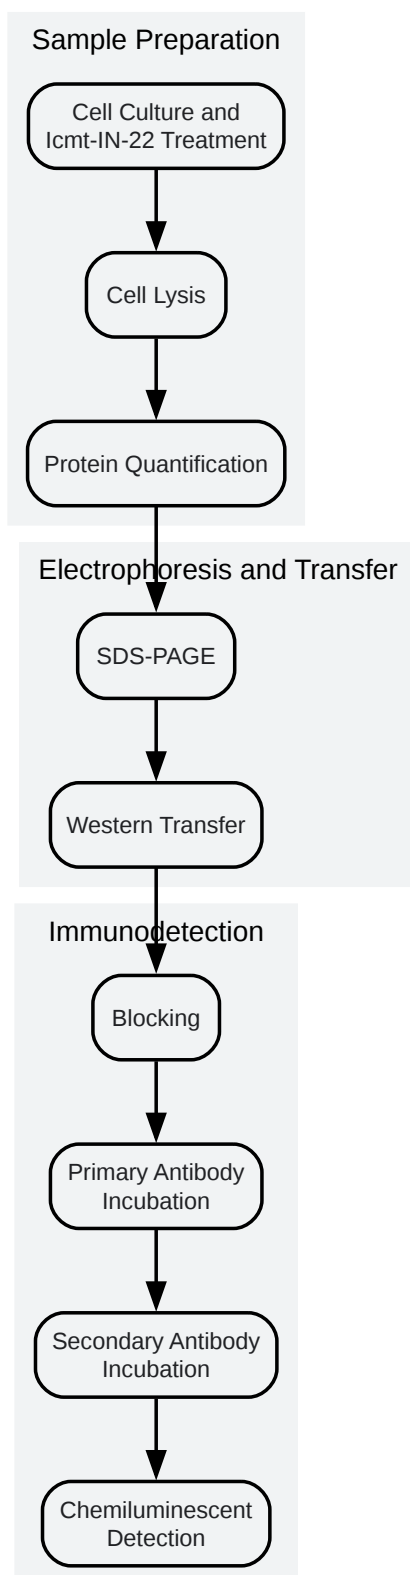 Sample Preparation
Cell Culture and
Icmt-IN-22 Treatment
Cell Lysis
Protein Quantification
Electrophoresis and Transfer
SDS-PAGE
Western Transfer
Immunodetection
Blocking
Primary Antibody
Incubation
Secondary Antibody
Incubation
Chemiluminescent
Detection